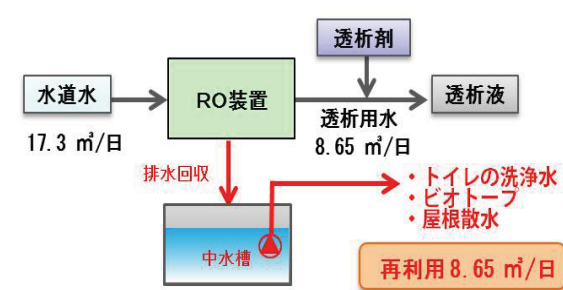 透析剤
水道水
RO装置
透析液
17.3 ㎥/日
透析用水
8.65 ㎥/日
排水回収
・トイレの洗浄水
・ビオトープ
・屋根散水
中水槽
再利用 8.65 ㎥/日